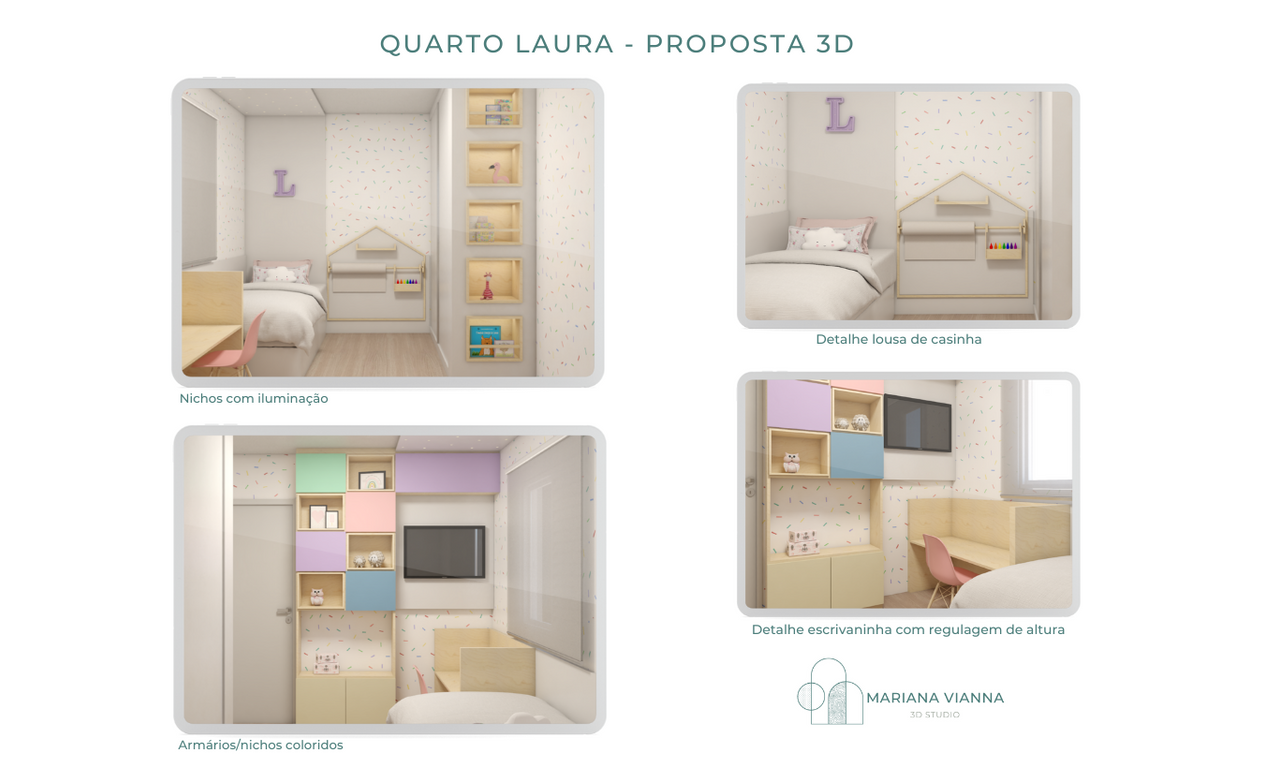 QUARTO LAURA - PROPOSTA 3D
L
Nichos com iluminação
L
Detalhe lousa de casinha
Armários/nichos coloridos
Detalhe escrivaninha com regulagem de altura
MARIANA VIANNA
3D STUDIO